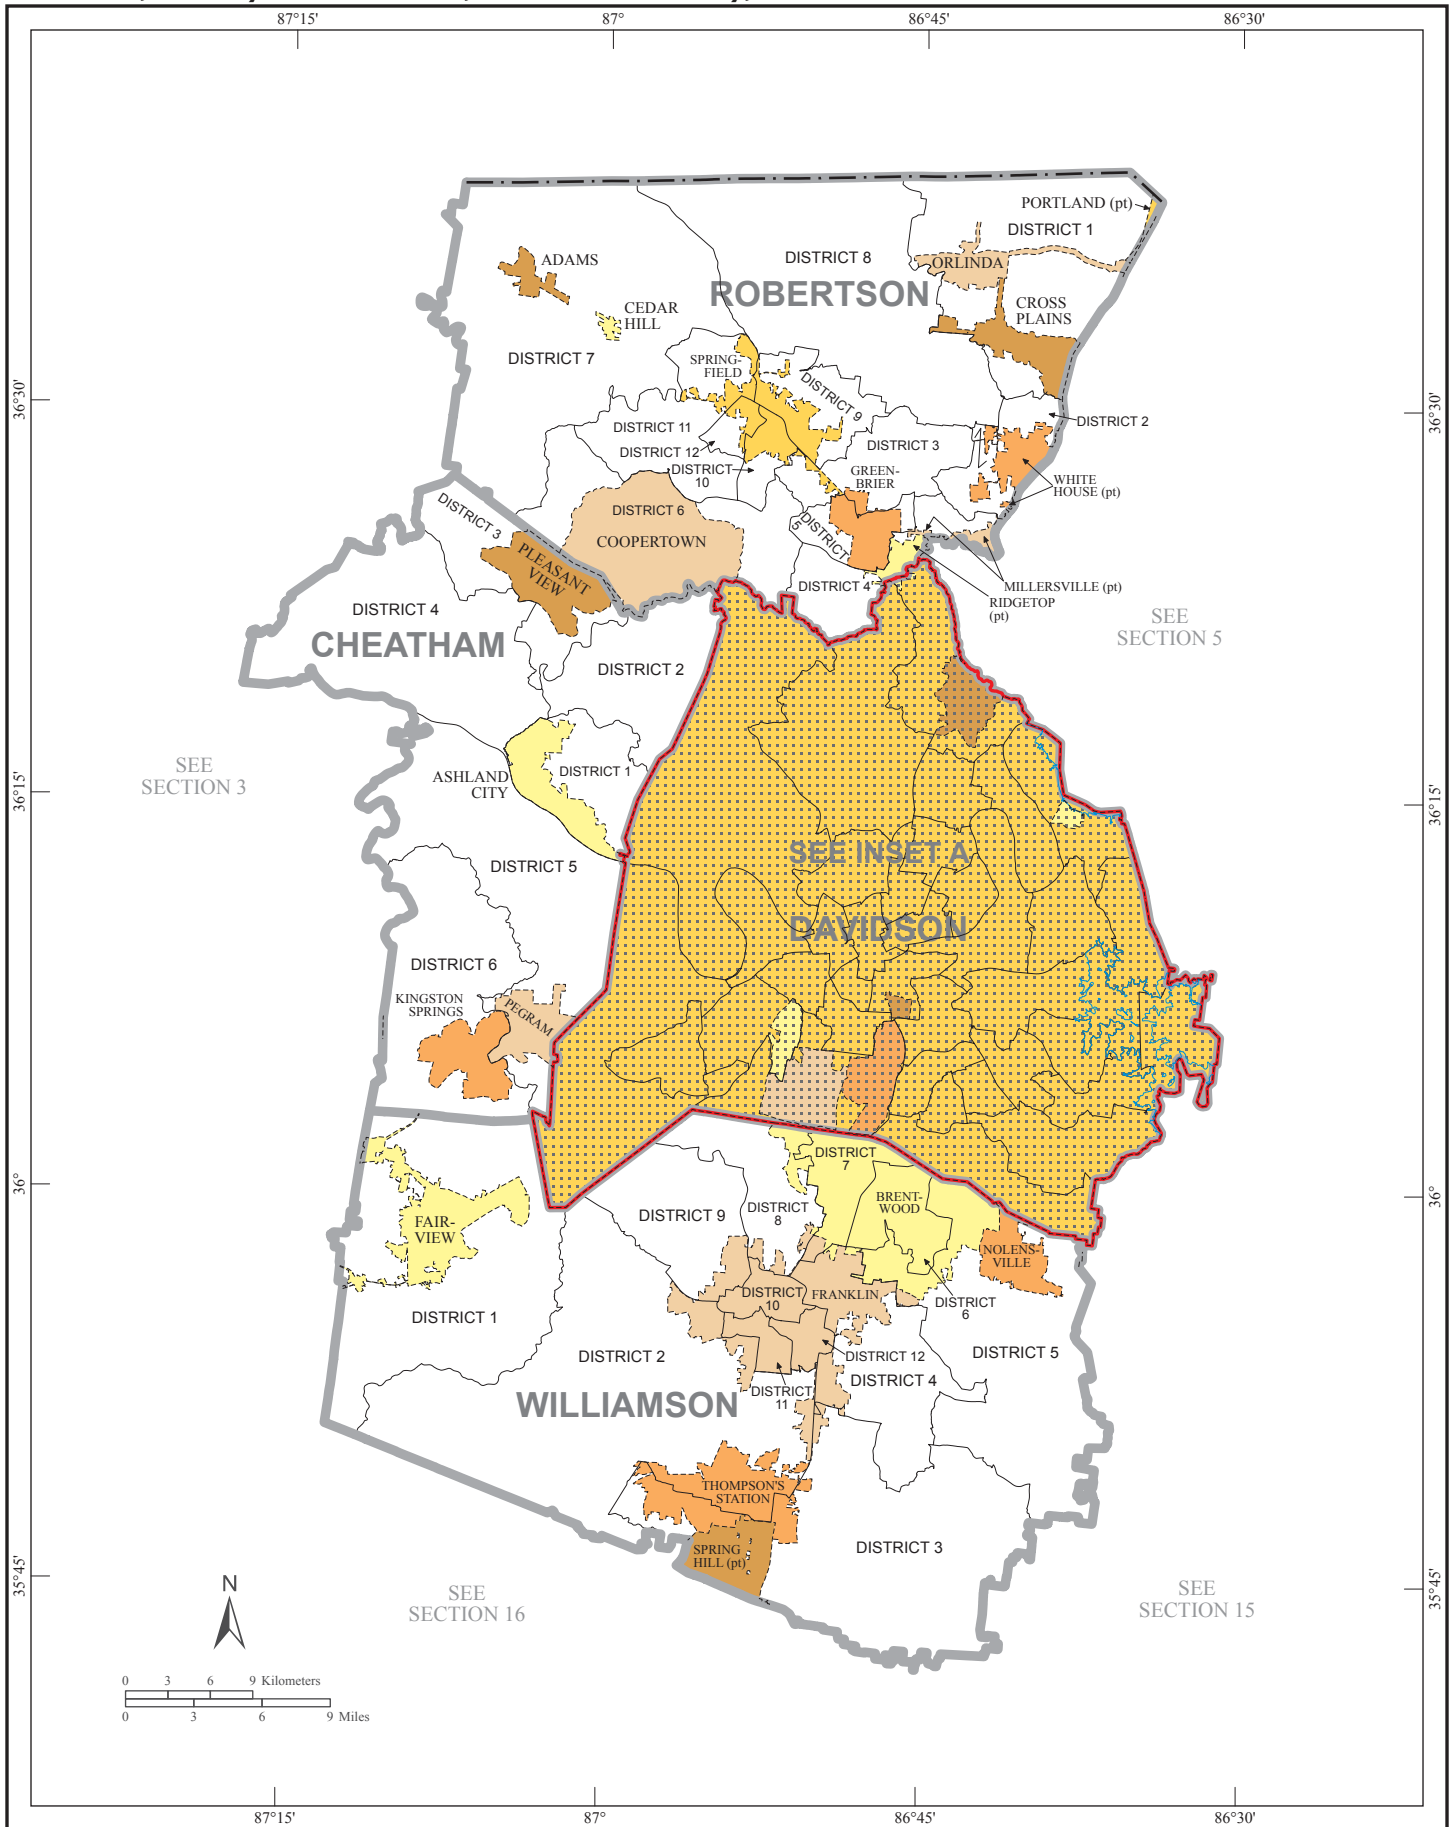 87°15'
87°
86°45'
86°30'
PORTLAND (pt)
DISTRICT 1
ADAMS
DISTRICT 8
ORLINDA
ROBERTSON
CEDAR
HILL
CROSS
PLAINS
DISTRICT 7
SPRING-
FIELD
DISTRICT 9
36°30'
36°30'
DISTRICT 2
DISTRICT 11
DISTRICT 12
DISTRICT 3
DISTRICT
10
GREEN-
BRIER
WHITE
HOUSE (pt)
DISTRICT 3
DISTRICT 6
DISTRICT
5
COOPERTOWN
PLEASANT
VIEW
DISTRICT 4
MILLERSVILLE (pt)
RIDGETOP
(pt)
DISTRICT 4
SEE
SECTION 5
CHEATHAM
DISTRICT 2
SEE
SECTION 3
ASHLAND
CITY
DISTRICT 1
36°15'
36°15'
SEE INSET A
DISTRICT 5
DAVIDSON
DISTRICT 6
KINGSTON
SPRINGS
PEGRAM
DISTRICT
7
36°
36°
BRENT-
WOOD
DISTRICT 9
DISTRICT
8
FAIR-
VIEW
NOLENS-
VILLE
DISTRICT
10
FRANKLIN
DISTRICT
6
DISTRICT 1
DISTRICT 2
DISTRICT 12
DISTRICT 5
DISTRICT 4
DISTRICT
11
WILLIAMSON
THOMPSON'S
STATION
SPRING
HILL (pt)
DISTRICT 3
35°45'
35°45'
SEE
SECTION 16
SEE
SECTION 15
N
0 3 6 9 Kilometers
0 3 6 9 Miles
87°15'
87°
86°45'
86°30'